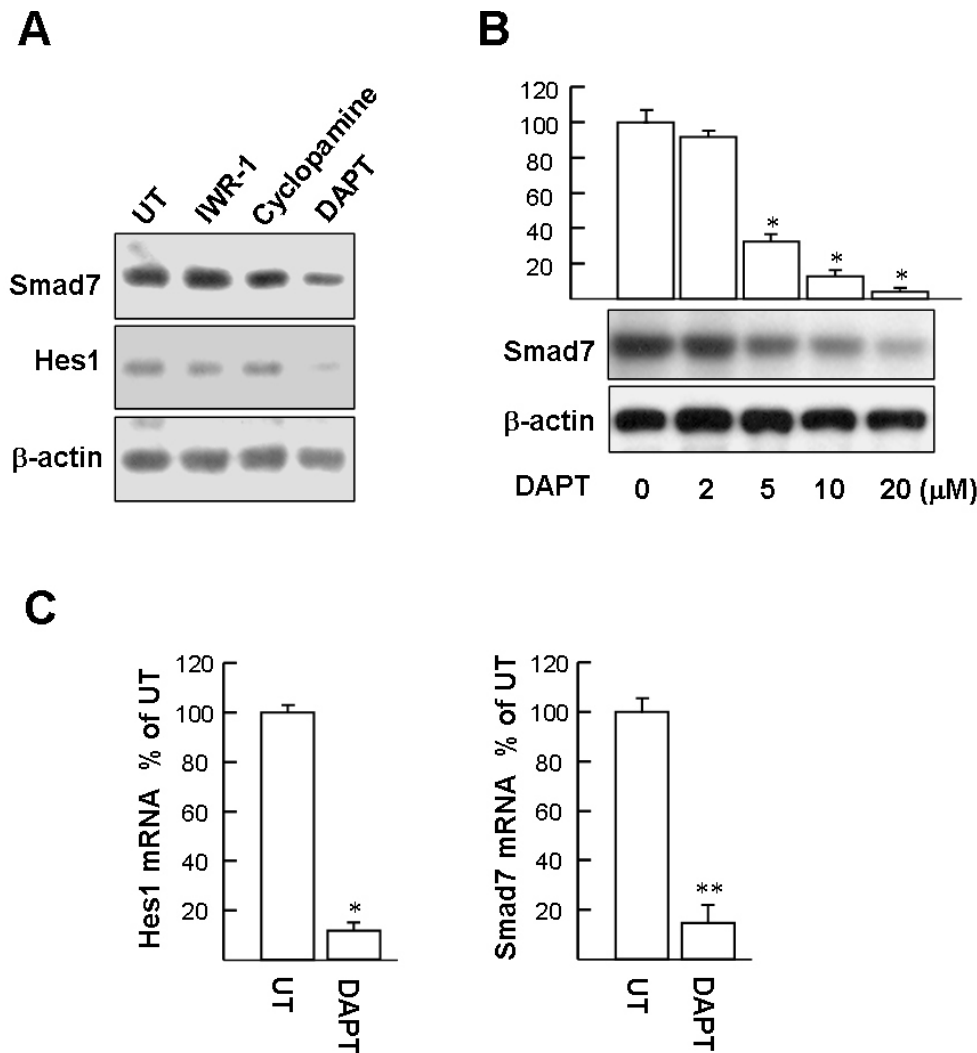 A
UT
IWR-1
Cyclopamine
DAPT
Smad7
Hes1
β-actin
B
120
100
80
60
40
20
*
*
*
Smad7
β-actin
DAPT 0 2 5 10 20 (μM)
C
Hes1 mRNA % of UT
120
100
80
60
40
20
*
UT
DAPT
Smad7 mRNA % of UT
120
100
80
60
40
20
**
UT
DAPT